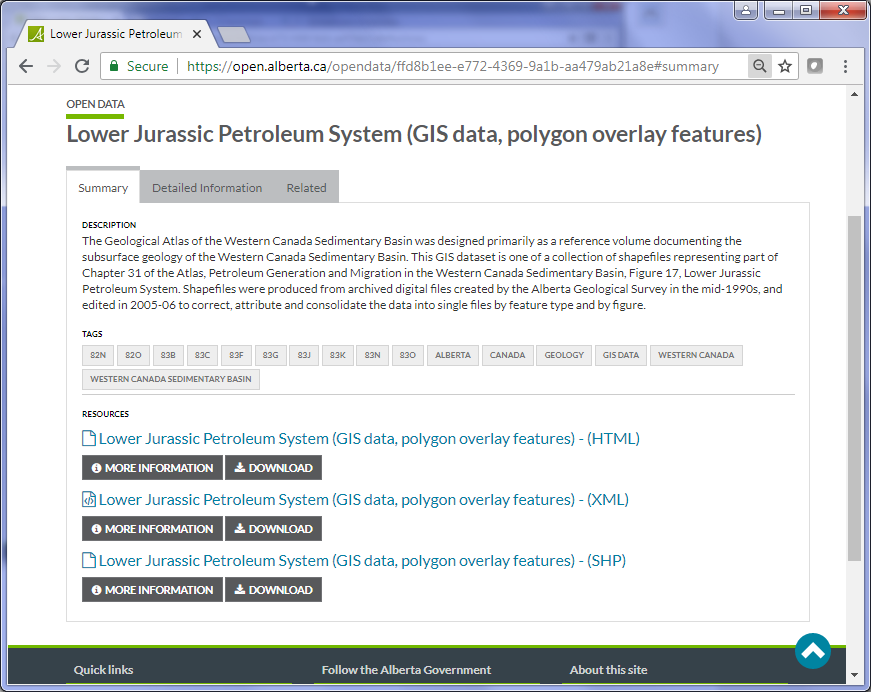 Lower Jurassic Petroleum
Secure https://open.alberta.ca/opendata/ffd8b1ee-e772-4369-9a1b-aa479ab21a8e#summary
OPEN DATA
Lower Jurassic Petroleum System (GIS data, polygon overlay features)
Summary Detailed Information Related
DESCRIPTION
The Geological Atlas of the Western Canada Sedimentary Basin was designed primarily as a reference volume documenting the
subsurface geology of the Western Canada Sedimentary Basin. This GIS dataset is one of a collection of shapefiles representing part of
Chapter 31 of the Atlas, Petroleum Generation and Migration in the Western Canada Sedimentary Basin, Figure 17, Lower Jurassic
Petroleum System. Shapefiles were produced from archived digital files created by the Alberta Geological Survey in the mid-1990s, and
edited in 2005-06 to correct, attribute and consolidate the data into single files by feature type and by figure.
TAGS
82N 82O 83B 83C 83F 83G 83J 83K 83N 83O ALBERTA CANADA GEOLOGY GIS DATA WESTERN CANADA
WESTERN CANADA SEDIMENTARY BASIN
RESOURCES
Lower Jurassic Petroleum System (GIS data, polygon overlay features) - (HTML)
MORE INFORMATION DOWNLOAD
Lower Jurassic Petroleum System (GIS data, polygon overlay features) - (XML)
MORE INFORMATION DOWNLOAD
Lower Jurassic Petroleum System (GIS data, polygon overlay features) - (SHP)
MORE INFORMATION DOWNLOAD
Quick links Follow the Alberta Government About this site